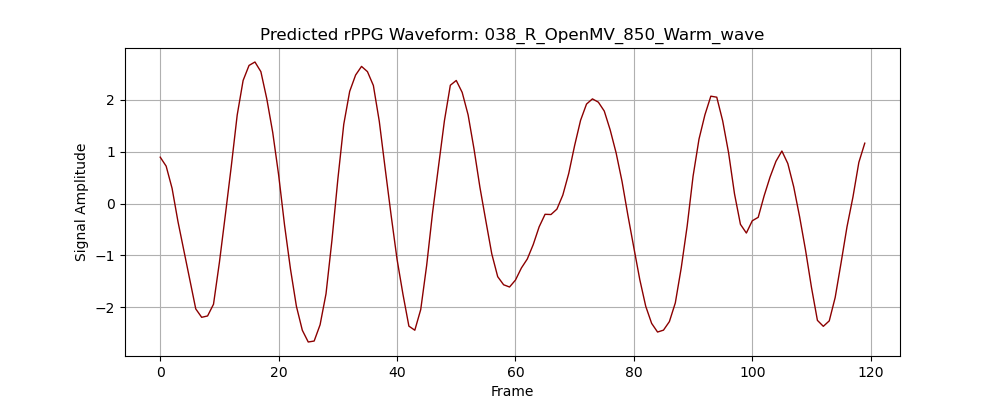 Predicted rPPG Waveform: 038_R_OpenMV_850_Warm_wave
2
1
0
−1
−2
Signal Amplitude
0 20 40 60 80 100 120
Frame